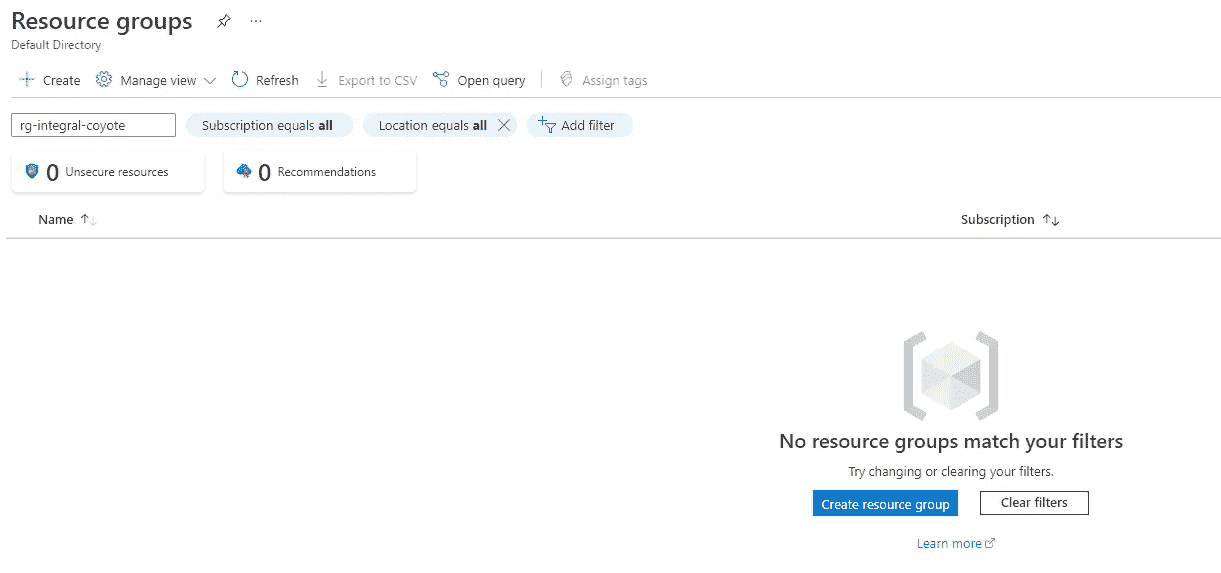 Resource groups ...
Default Directory
Create Manage view Refresh Export to CSV Open query Assign tags
rg-integral-coyote Subscription equals all Location equals all Add filter
0 Unsecure resources 0 Recommendations
Name Subscription
No resource groups match your filters
Try changing or clearing your filters.
Create resource group Clear filters
Learn more